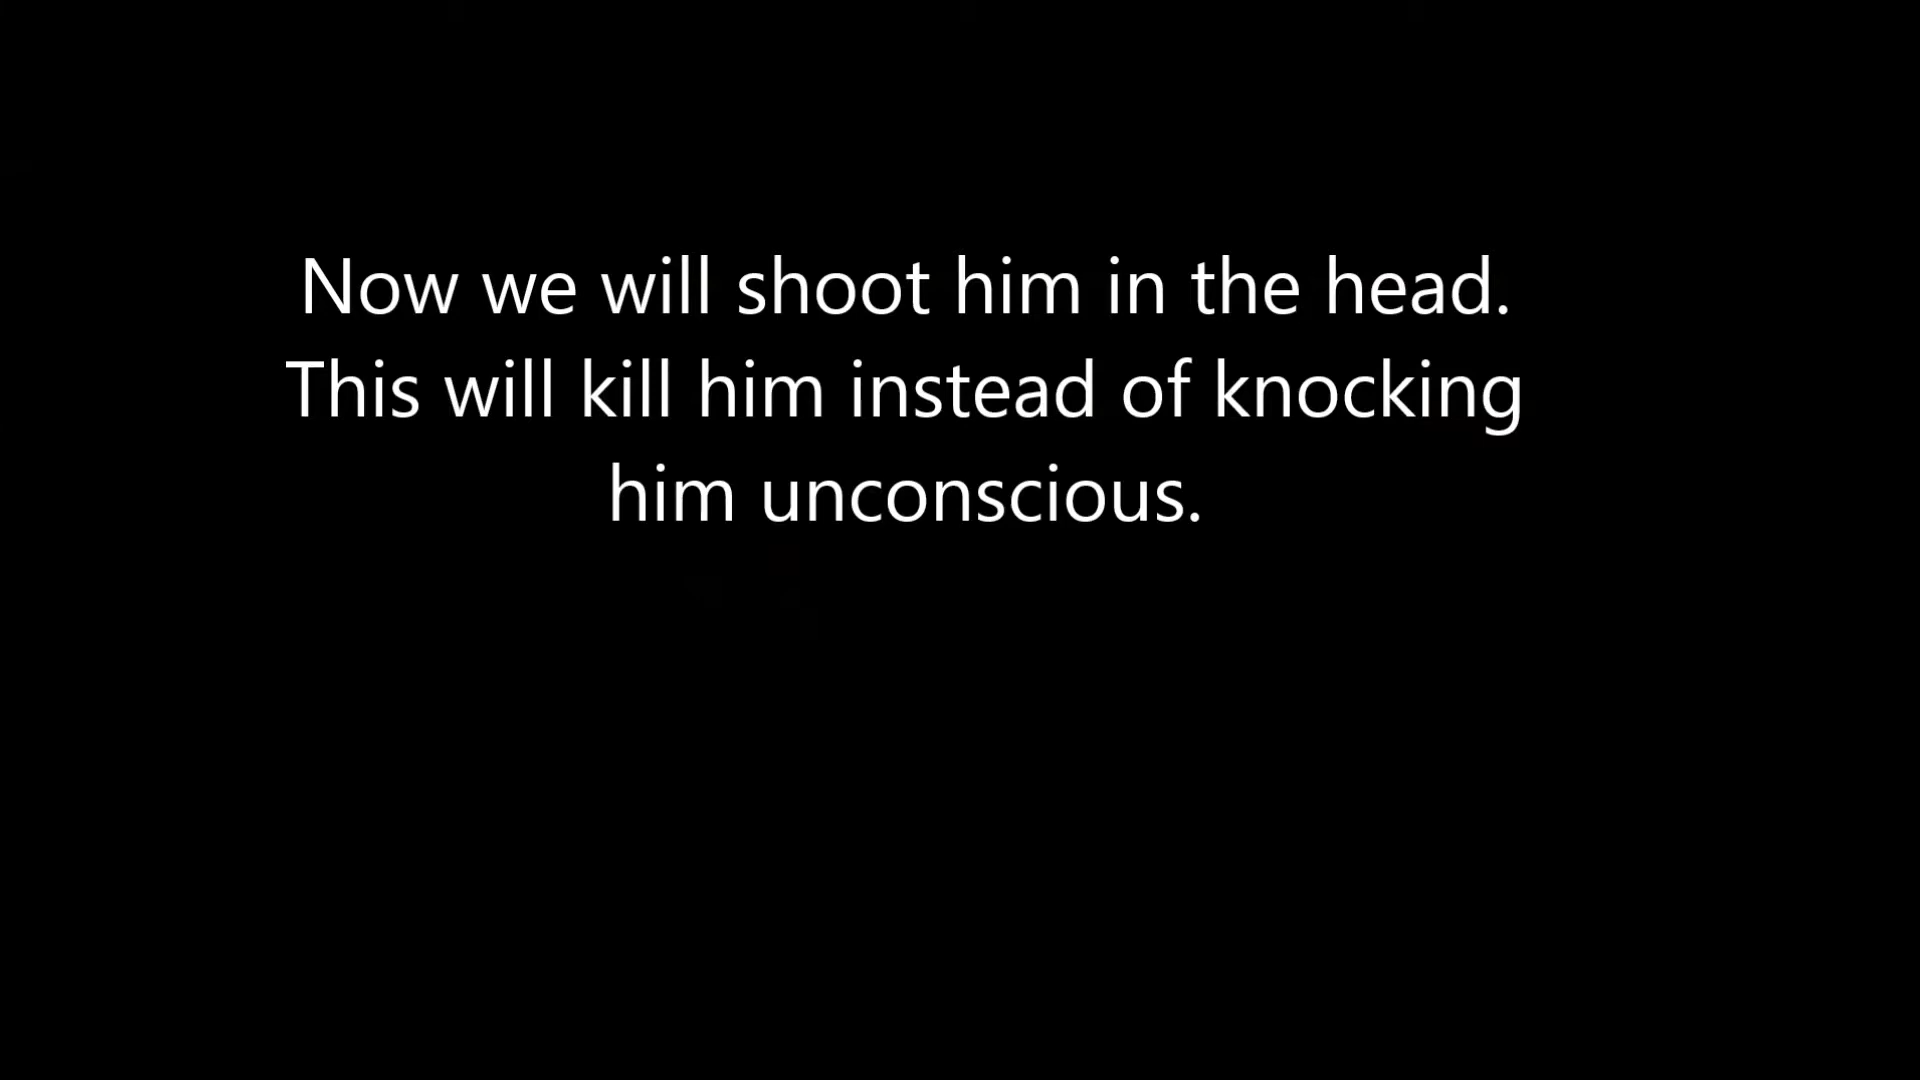 Now we will shoot him in the head.
This will kill him instead of knocking
him unconscious.